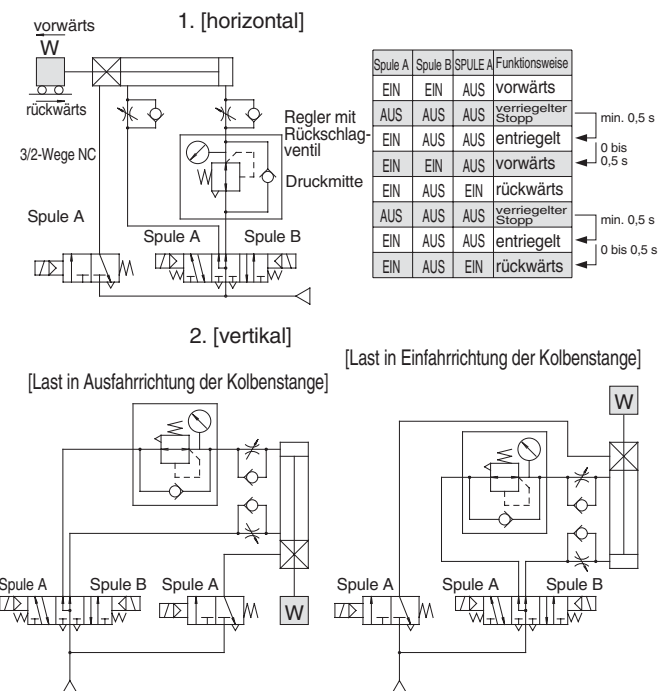 1. [horizontal]
vorwärts
W
rückwärts
3/2-Wege NC
Spule A
Spule A
Spule B
Regler mit
Rückschlag-
ventil
Druckmitte
Spule A Spule B SPULE A Funktionsweise
EIN EIN AUS vorwärts
AUS AUS AUS verriegelter Stopp
EIN AUS AUS entriegelt
EIN EIN AUS vorwärts
EIN AUS EIN rückwärts
AUS AUS AUS verriegelter Stopp
EIN AUS AUS entriegelt
EIN AUS EIN rückwärts
min. 0,5 s
0 bis
0,5 s
min. 0,5 s
0 bis 0,5 s
2. [vertikal]
[Last in Ausfahrrichtung der Kolbenstange]
Spule A
Spule B
Spule A
W
[Last in Einfahrrichtung der Kolbenstange]
W
Spule A
Spule A
Spule B